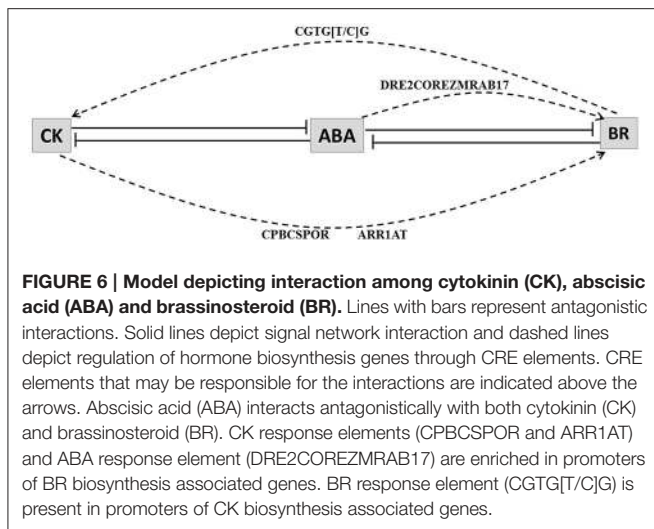 CGTG[T/C]G
DRE2COREZMRAB17
CK
ABA
BR
CPBCSPOR ARR1AT
FIGURE 6 | Model depicting interaction among cytokinin (CK), abscisic
acid (ABA) and brassinosteroid (BR). Lines with bars represent antagonistic
interactions. Solid lines depict signal network interaction and dashed lines
depict regulation of hormone biosynthesis genes through CRE elements. CRE
elements that may be responsible for the interactions are indicated above the
arrows. Abscisic acid (ABA) interacts antagonistically with both cytokinin (CK)
and brassinosteroid (BR). CK response elements (CPBCSPOR and ARR1AT)
and ABA response element (DRE2COREZMRAB17) are enriched in promoters
of BR biosynthesis associated genes. BR response element (CGTG[T/C]G) is
present in promoters of CK biosynthesis associated genes.